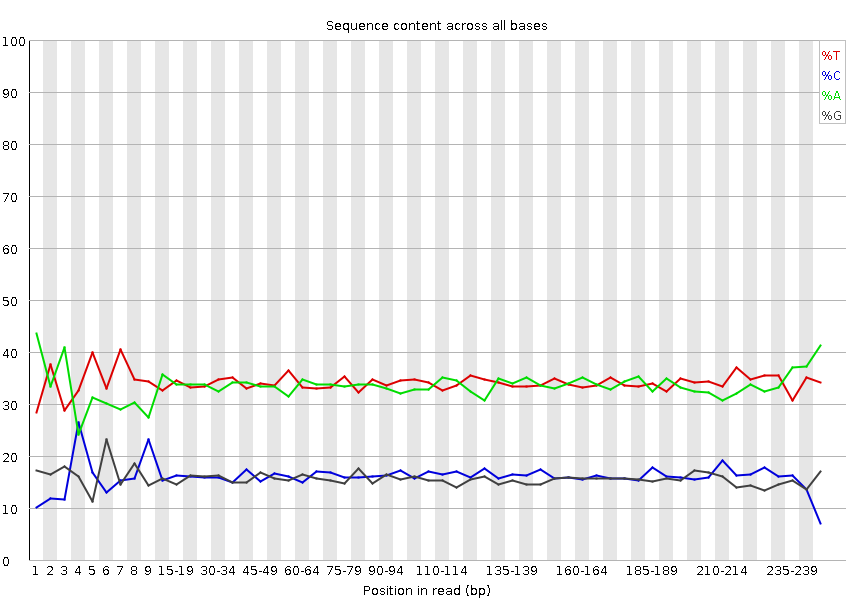 Sequence content across all bases
100
90
80
70
60
50
40
30
20
10
0
%T
%C
%A
%G
1 2 3 4 5 6 7 8 9 15-19 30-34 45-49 60-64 75-79 90-94 110-114 135-139 160-164 185-189 210-214 235-239
Position in read (bp)